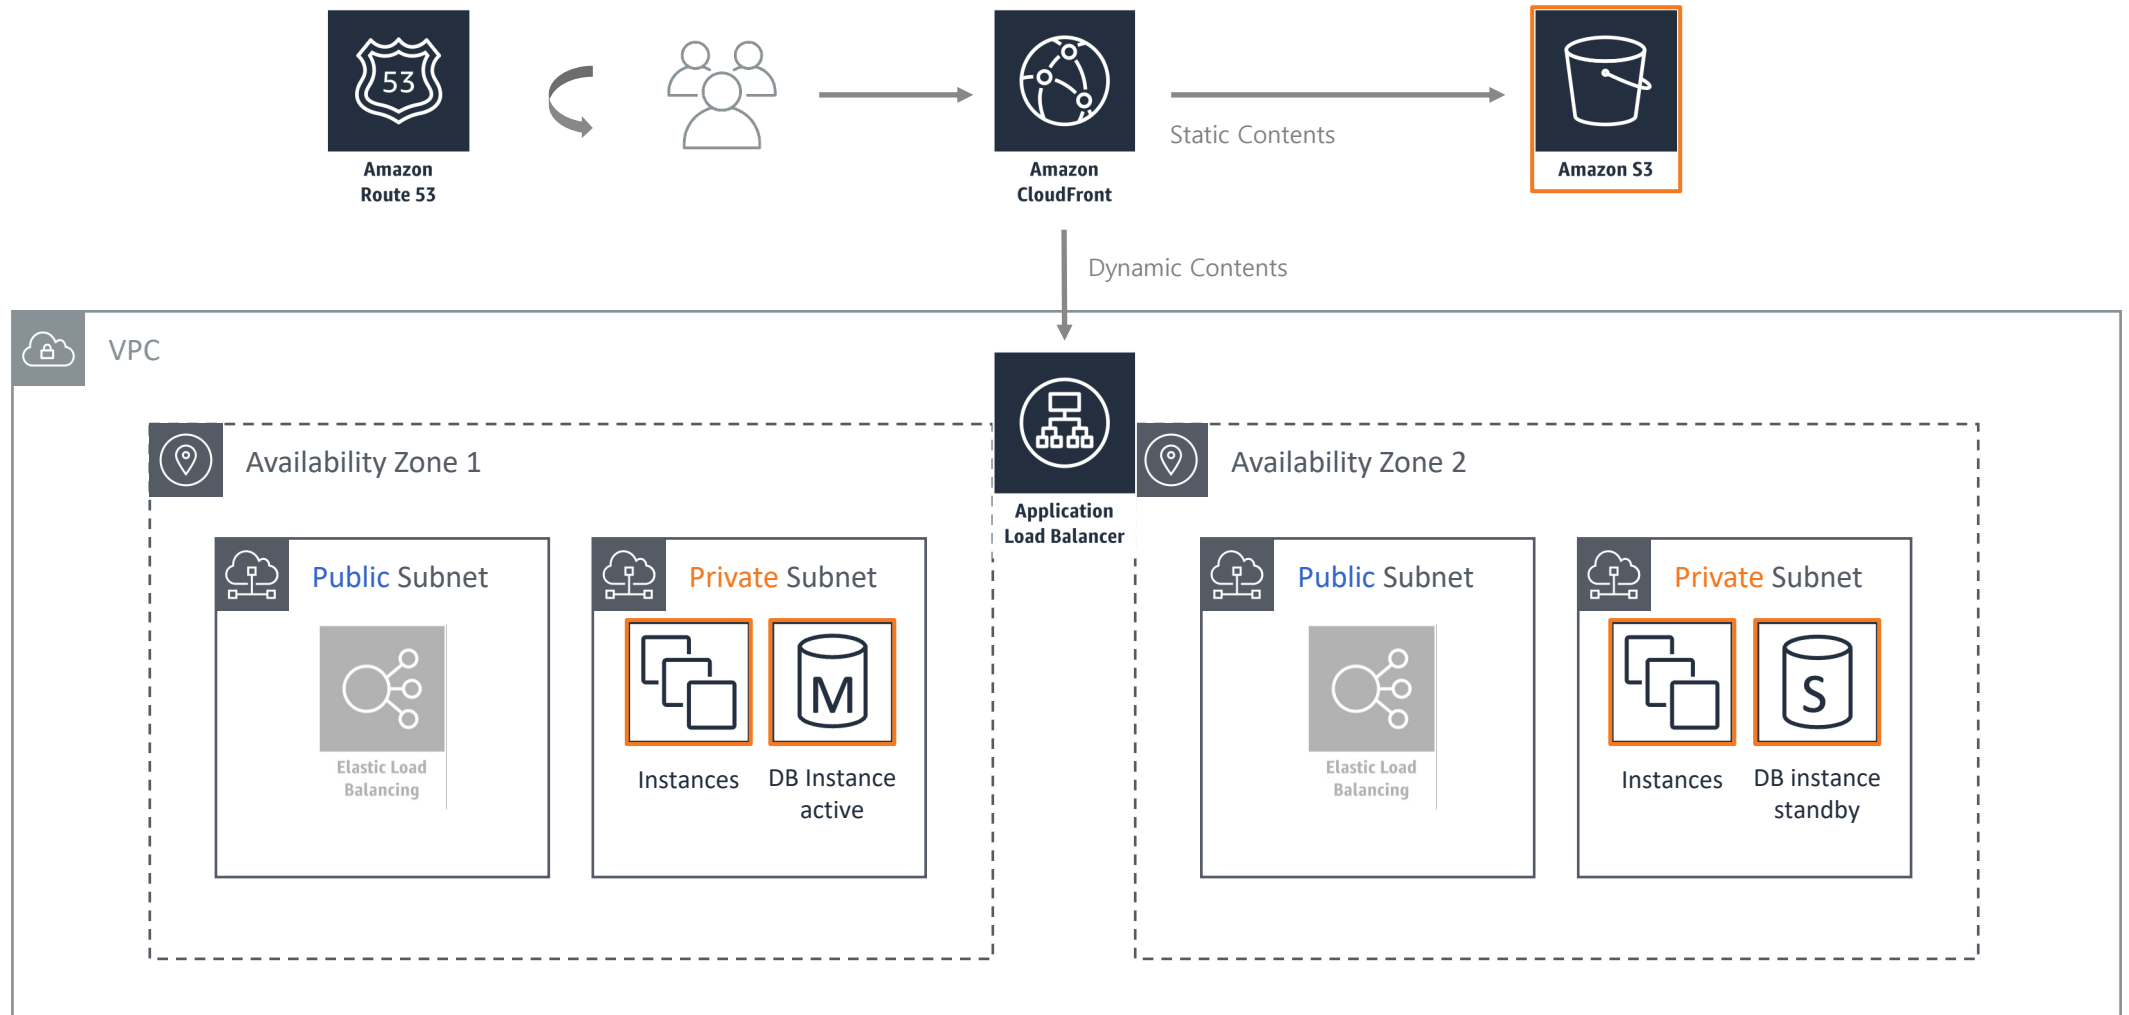 53
Amazon
Route 53
Amazon
CloudFront
Static Contents
Amazon S3
Dynamic Contents
VPC
Application
Load Balancer
Availability Zone 1
Public Subnet
Elastic Load
Balancing
Private Subnet
M
Instances
DB Instance
active
Availability Zone 2
Public Subnet
Elastic Load
Balancing
Private Subnet
S
Instances
DB instance
standby